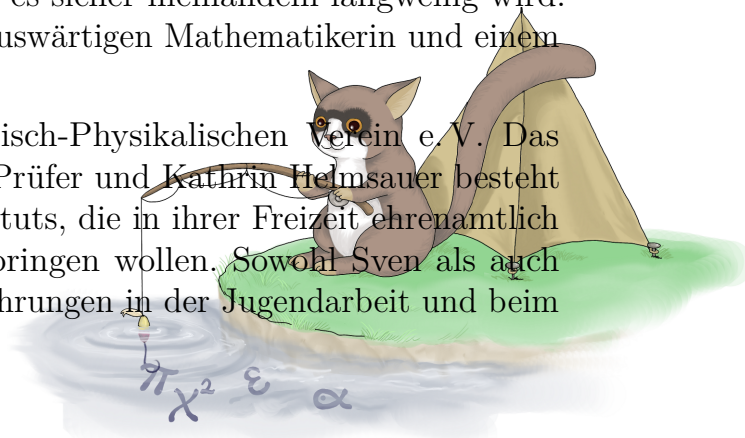 es sicher niemandem langweilig wird.
uswärtigen Mathematikerin und einem
isch-Physikalischen Verein e. V. Das
Prüfer und Kathrin Helmsauer besteht
tuts, die in ihrer Freizeit ehrenamtlich
bringen wollen. Sowohl Sven als auch
hrungen in der Jugendarbeit und beim
π χ² ε α